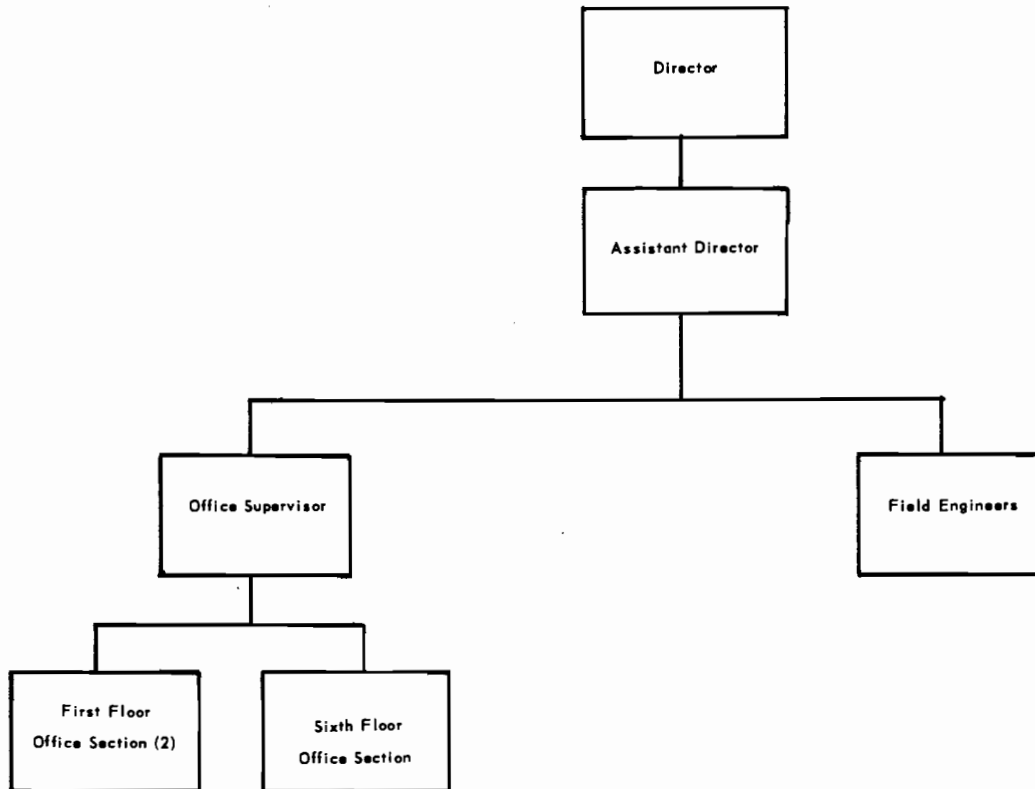 Director
Assistant Director
Office Supervisor
Field Engineers
First Floor
Office Section (2)
Sixth Floor
Office Section